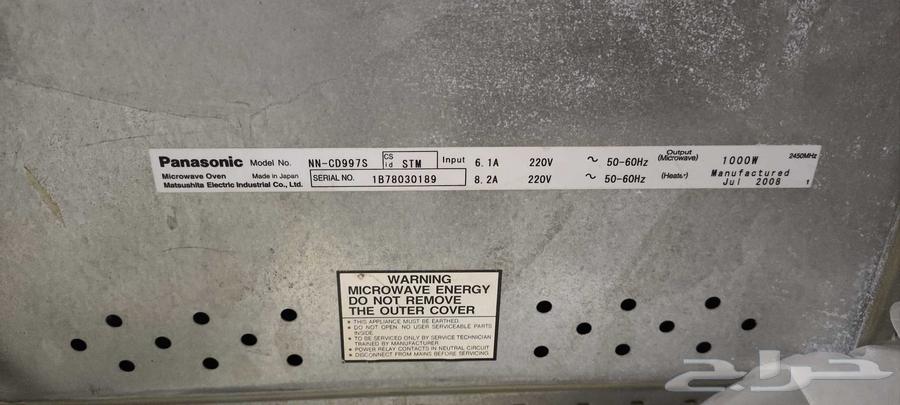 Panasonic Model No. NN-CD997S CS id STM Input 6.1A 220V ~ 50-60Hz Output (Microwave) 1000W 2450MHz
Microwave Oven Made in Japan SERIAL NO. 1B78030189 8.2A 220V ~ 50-60Hz (Heater) Manufactured
Matsushita Electric Industrial Co., Ltd. Jul 2008 1
WARNING
MICROWAVE ENERGY
DO NOT REMOVE
THE OUTER COVER
• THIS APPLIANCE MUST BE EARTHED.
• DO NOT OPEN. NO USER SERVICEABLE PARTS
INSIDE.
• TO BE SERVICED ONLY BY SERVICE TECHNICIAN
TRAINED BY MANUFACTURER.
• POWER RELAY CONTACTS IN NEUTRAL CIRCUIT
• DISCONNECT FROM MAINS BEFORE SERVICING.
حراج